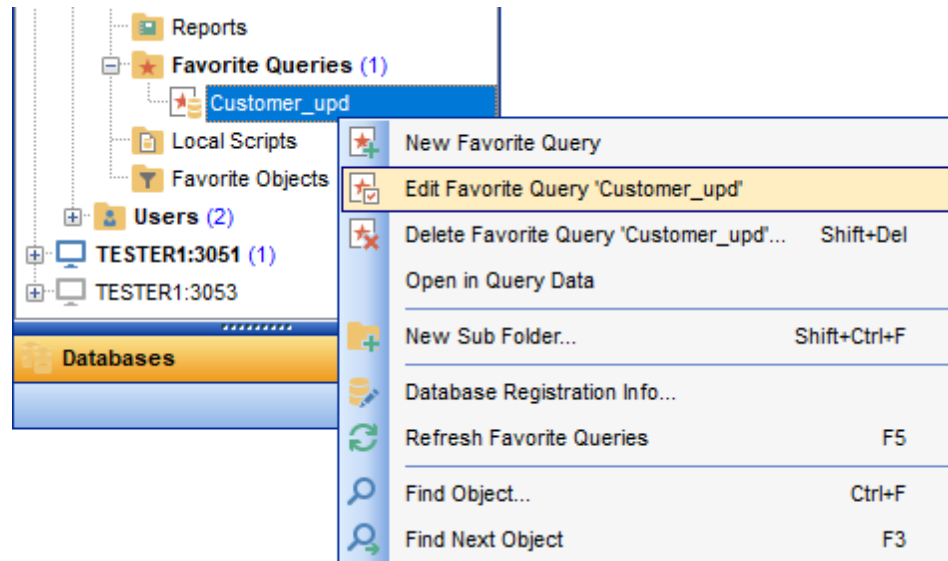 Reports
Favorite Queries (1)
Customer_upd
Local Scripts
Favorite Objects
Users (2)
TESTER1:3051 (1)
TESTER1:3053
Databases
New Favorite Query
Edit Favorite Query 'Customer_upd'
Delete Favorite Query 'Customer_upd'... Shift+Del
Open in Query Data
New Sub Folder... Shift+Ctrl+F
Database Registration Info...
Refresh Favorite Queries F5
Find Object... Ctrl+F
Find Next Object F3